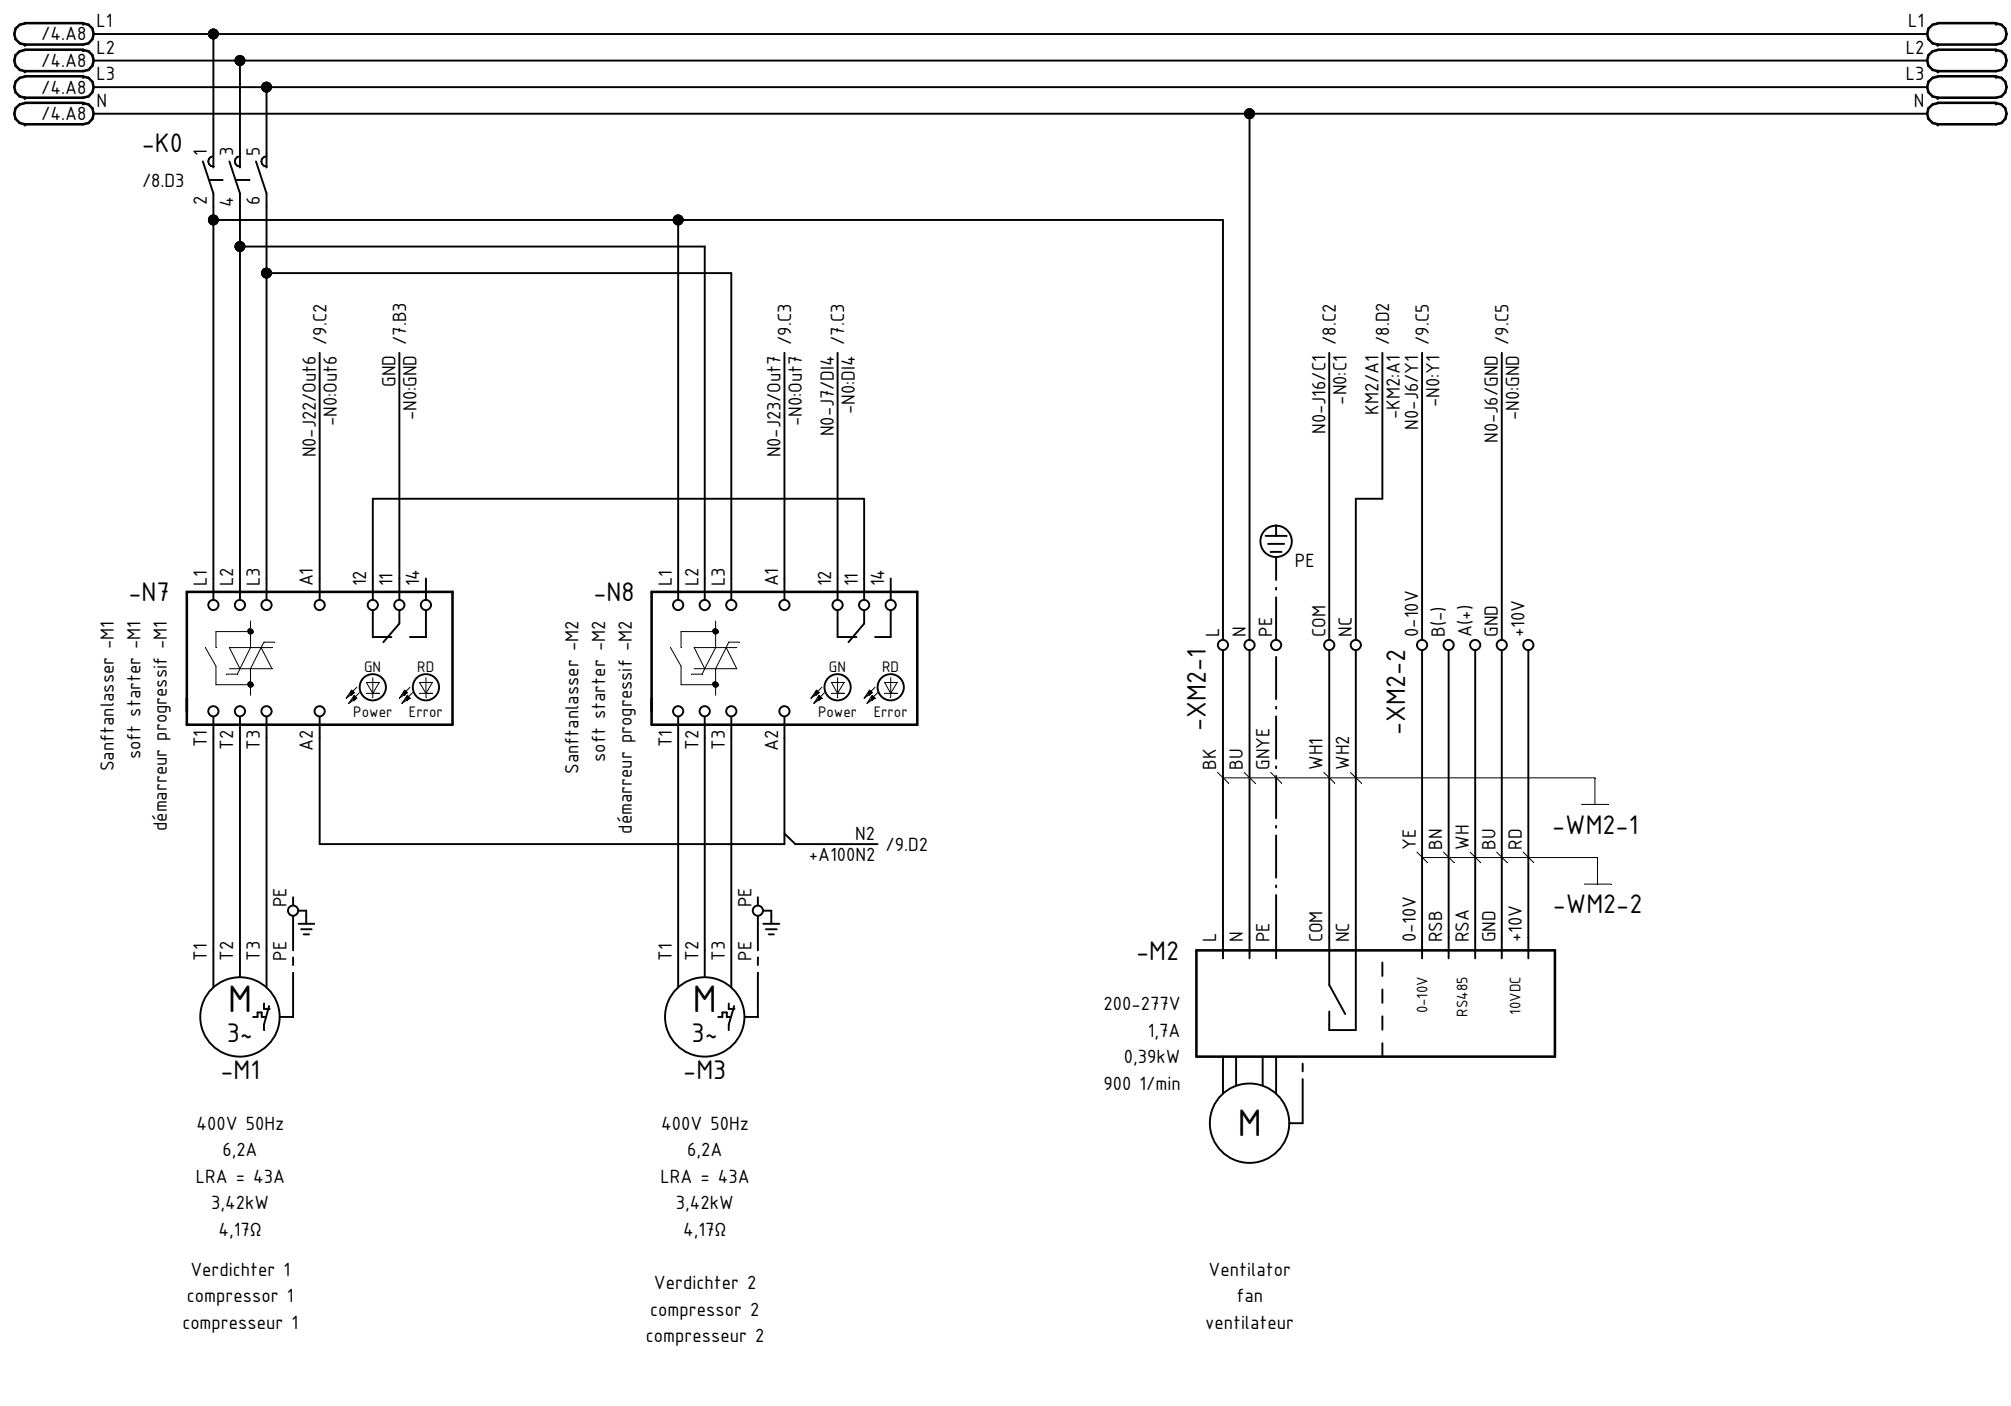 /4.A8 L1 L1
/4.A8 L2 L2
/4.A8 L3 L3
/4.A8 N N
-K0
/8.D3
1 3 5
2 4 6
N0-J22/Out6 /9.C2
-N0:Out6
GND /7.B3
-N0:GND
N0-J23/Out7 /9.C3
-N0:Out7
N0-J7/DI4 /7.C3
-N0:DI4
N0-J16/C1 /8.C2
-N0:C1
KM2/A1 /8.D2
-KM2:A1
N0-J6/Y1 /9.C5
-N0:Y1
N0-J6/GND /9.C5
-N0:GND
PE
-N7
L1 L2 L3 A1 12 11 14
Sanftanlasser -M1
soft starter -M1
démarreur progressif -M1
GN RD
Power Error
T1 T2 T3 A2
-N8
L1 L2 L3 A1 12 11 14
Sanftanlasser -M2
soft starter -M2
démarreur progressif -M2
GN RD
Power Error
T1 T2 T3 A2
-XM2-1
L N PE COM NC
-XM2-2
0-10V B(-) A(+) GND +10V
BK BU GNYE WH1 WH2
-WM2-1
YE BN WH BU RD
-WM2-2
N2 /9.D2
+A100N2
PE
T1 T2 T3 PE
M
3~
-M1
400V 50Hz
6,2A
LRA = 43A
3,42kW
4,17Ω
Verdichter 1
compressor 1
compresseur 1
PE
T1 T2 T3 PE
M
3~
-M3
400V 50Hz
6,2A
LRA = 43A
3,42kW
4,17Ω
Verdichter 2
compressor 2
compresseur 2
L N PE COM NC 0-10V RSB RSA GND +10V
-M2
0-10V RS485 10VDC
200-277V
1,7A
0,39kW
900 1/min
M
Ventilator
fan
ventilateur